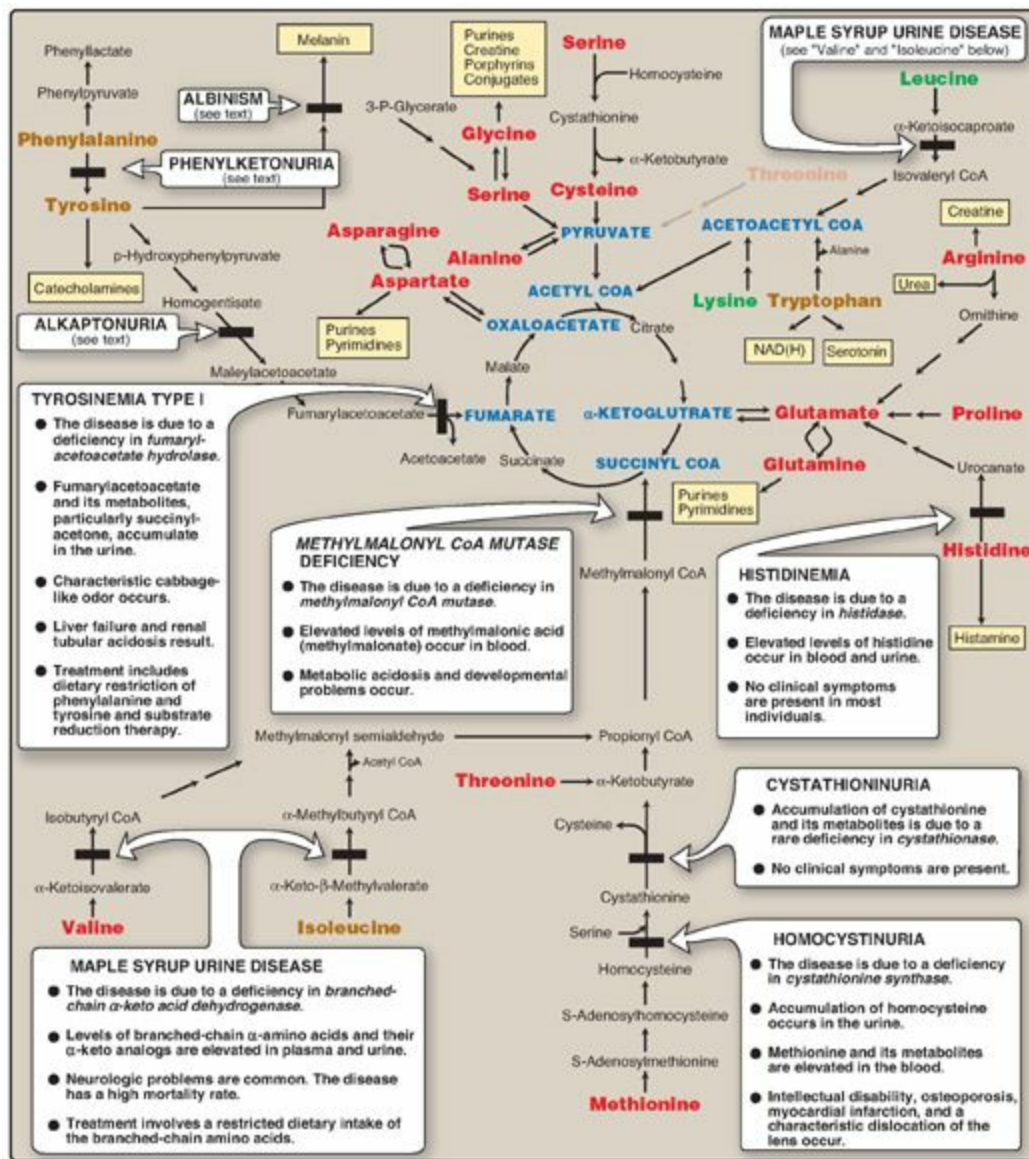 Phenyllactate
Phenylpyruvate
Phenylalanine
Tyrosine
Catecholamines
Melanin
ALBINISM
(see text)
PHENYLKETONURIA
(see text)
p-Hydroxyphenylpyruvate
Homogentisate
ALKAPTONURIA
(see text)
Maleylacetoacetate
Fumarylacetoacetate
Acetoacetate
3-P-Glycerate
Purines
Creatine
Porphyrins
Conjugates
Glycine
Serine
Serine
Homocysteine
Cystathionine
α-Ketobutyrate
Cysteine
Threonine
PYRUVATE
Alanine
Asparagine
Aspartate
Purines
Pyrimidines
ACETYL COA
OXALOACETATE
Citrate
Malate
FUMARATE
Succinate
α-KETOGLUTRATE
SUCCINYL COA
MAPLE SYRUP URINE DISEASE
(see "Valine" and "Isoleucine" below)
Leucine
α-Ketoisocaproate
Isovaleryl CoA
ACETOACETYL COA
Alanine
Lysine
Tryptophan
NAD(H)
Serotonin
Creatine
Arginine
Urea
Ornithine
Glutamate
Proline
Glutamine
Purines
Pyrimidines
Urocanate
Histidine
Histamine
TYROSINEMIA TYPE I
● The disease is due to a
deficiency in fumaryl-
acetoacetate hydrolase.
● Fumarylacetoacetate
and its metabolites,
particularly succinyl-
acetone, accumulate
in the urine.
● Characteristic cabbage-
like odor occurs.
● Liver failure and renal
tubular acidosis result.
● Treatment includes
dietary restriction of
phenylalanine and
tyrosine and substrate
reduction therapy.
METHYLMALONYL CoA MUTASE
DEFICIENCY
● The disease is due to a deficiency in
methylmalonyl CoA mutase.
● Elevated levels of methylmalonic acid
(methylmalonate) occur in blood.
● Metabolic acidosis and developmental
problems occur.
Methylmalonyl CoA
HISTIDINEMIA
● The disease is due to a
deficiency in histidase.
● Elevated levels of histidine
occur in blood and urine.
● No clinical symptoms
are present in most
individuals.
Methylmalonyl semialdehyde
Propionyl CoA
Acetyl CoA
Threonine
α-Ketobutyrate
Isobutyryl CoA
α-Methylbutyryl CoA
α-Ketoisovalerate
α-Keto-β-Methylvalerate
Valine
Isoleucine
Cysteine
Cystathionine
Serine
Homocysteine
S-Adenosylhomocysteine
S-Adenosylmethionine
Methionine
CYSTATHIONINURIA
● Accumulation of cystathionine
and its metabolites is due to a
rare deficiency in cystathionase.
● No clinical symptoms are present.
MAPLE SYRUP URINE DISEASE
● The disease is due to a deficiency in branched-
chain α-keto acid dehydrogenase.
● Levels of branched-chain α-amino acids and their
α-keto analogs are elevated in plasma and urine.
● Neurologic problems are common. The disease
has a high mortality rate.
● Treatment involves a restricted dietary intake of
the branched-chain amino acids.
HOMOCYSTINURIA
● The disease is due to a deficiency
in cystathionine synthase.
● Accumulation of homocysteine
occurs in the urine.
● Methionine and its metabolites
are elevated in the blood.
● Intellectual disability, osteoporosis,
myocardial infarction, and a
characteristic dislocation of the
lens occur.